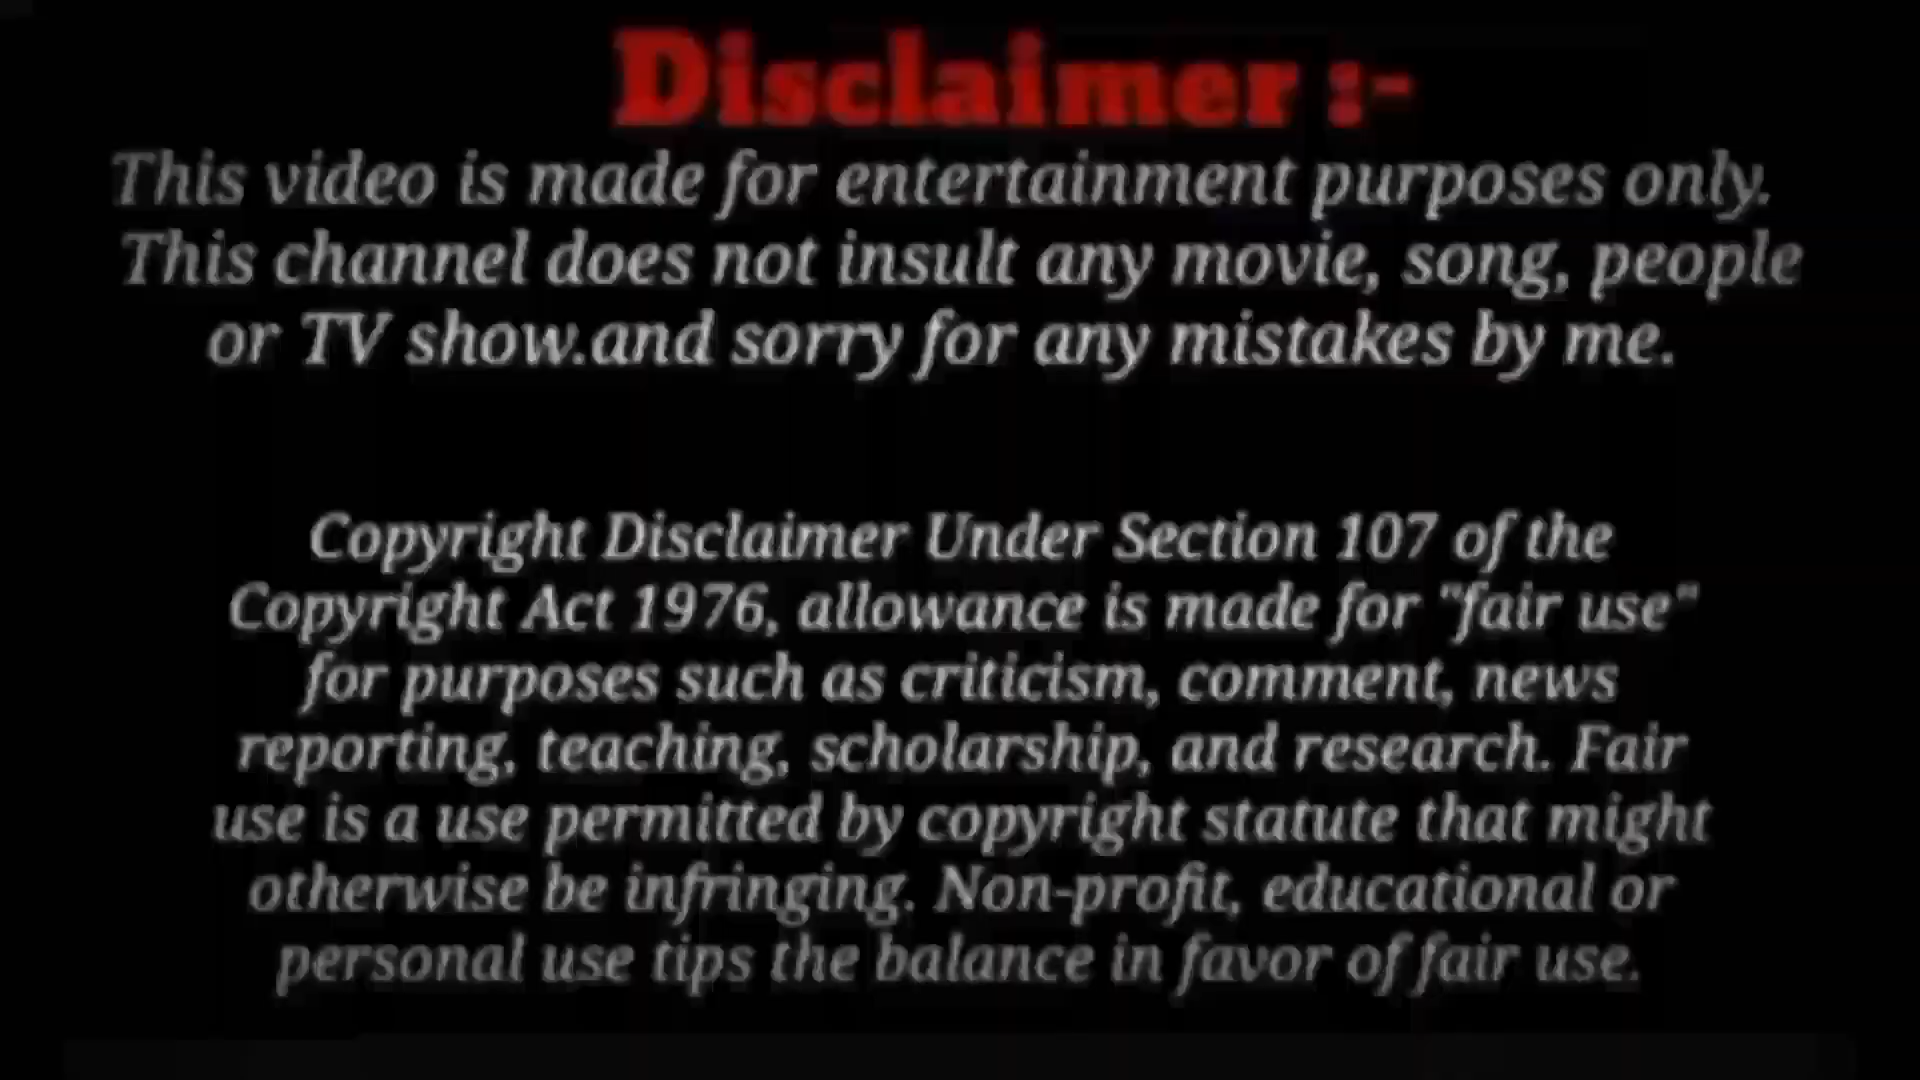 Disclaimer :-
This video is made for entertainment purposes only.
This channel does not insult any movie, song, people
or TV show.and sorry for any mistakes by me.
Copyright Disclaimer Under Section 107 of the
Copyright Act 1976, allowance is made for "fair use"
for purposes such as criticism, comment, news
reporting, teaching, scholarship, and research. Fair
use is a use permitted by copyright statute that might
otherwise be infringing. Non-profit, educational or
personal use tips the balance in favor of fair use.